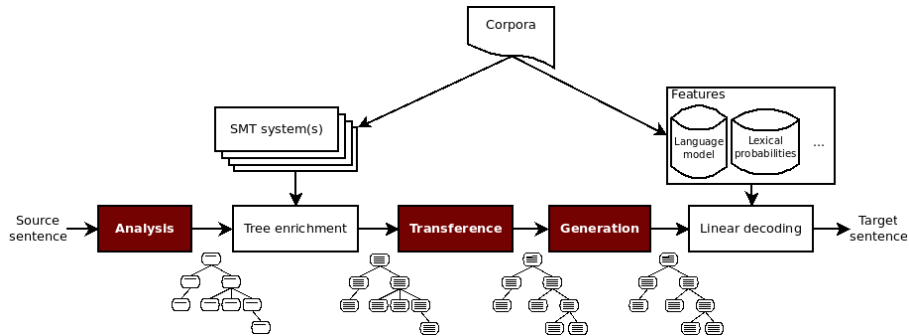 Corpora
Features
SMT system(s)
Language
model
Lexical
probabilities
...
Source
sentence
Analysis
Tree enrichment
Transference
Generation
Linear decoding
Target
sentence